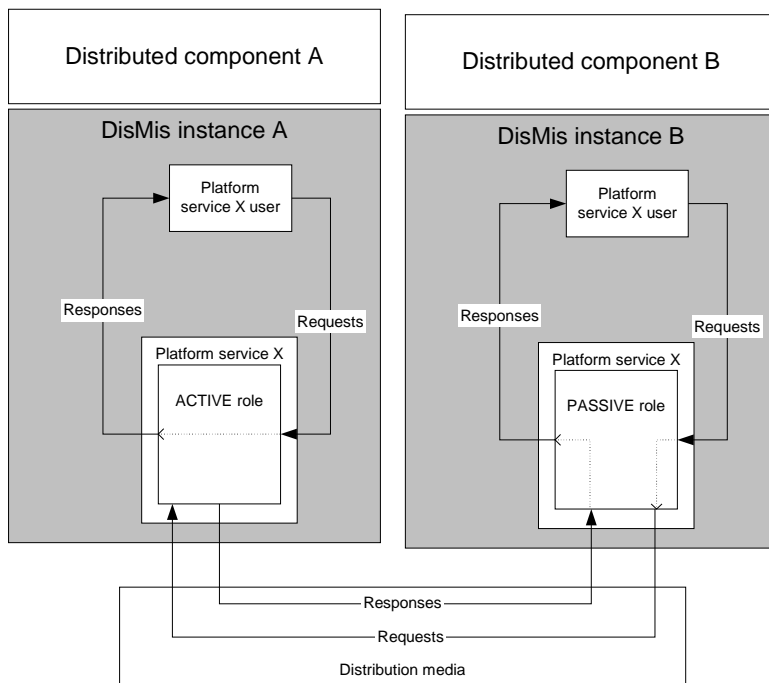 Distributed component A
DisMis instance A
Platform
service X user
Responses
Requests
Platform service X
ACTIVE role
Distributed component B
DisMis instance B
Platform
service X user
Responses
Requests
Platform service X
PASSIVE role
Responses
Requests
Distribution media